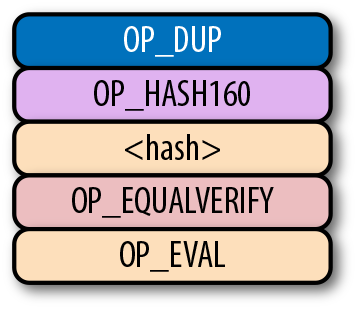 OP_DUP
OP_HASH160
<hash>
OP_EQUALVERIFY
OP_EVAL